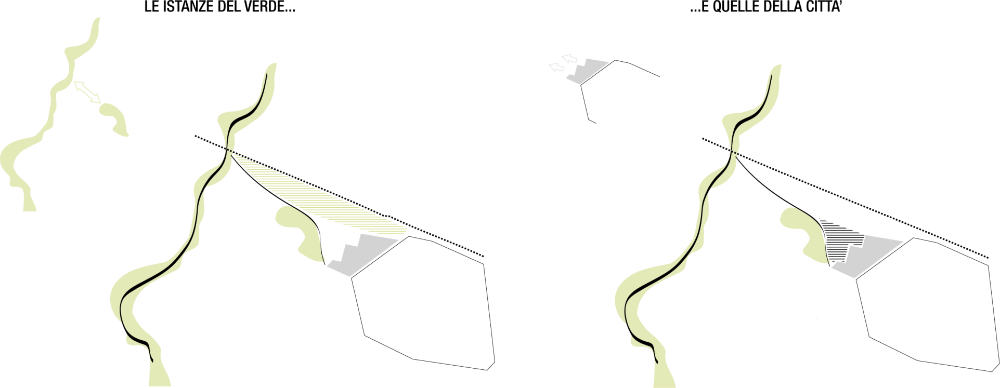 LE ISTANZE DEL VERDE...
...E QUELLE DELLA CITTA'